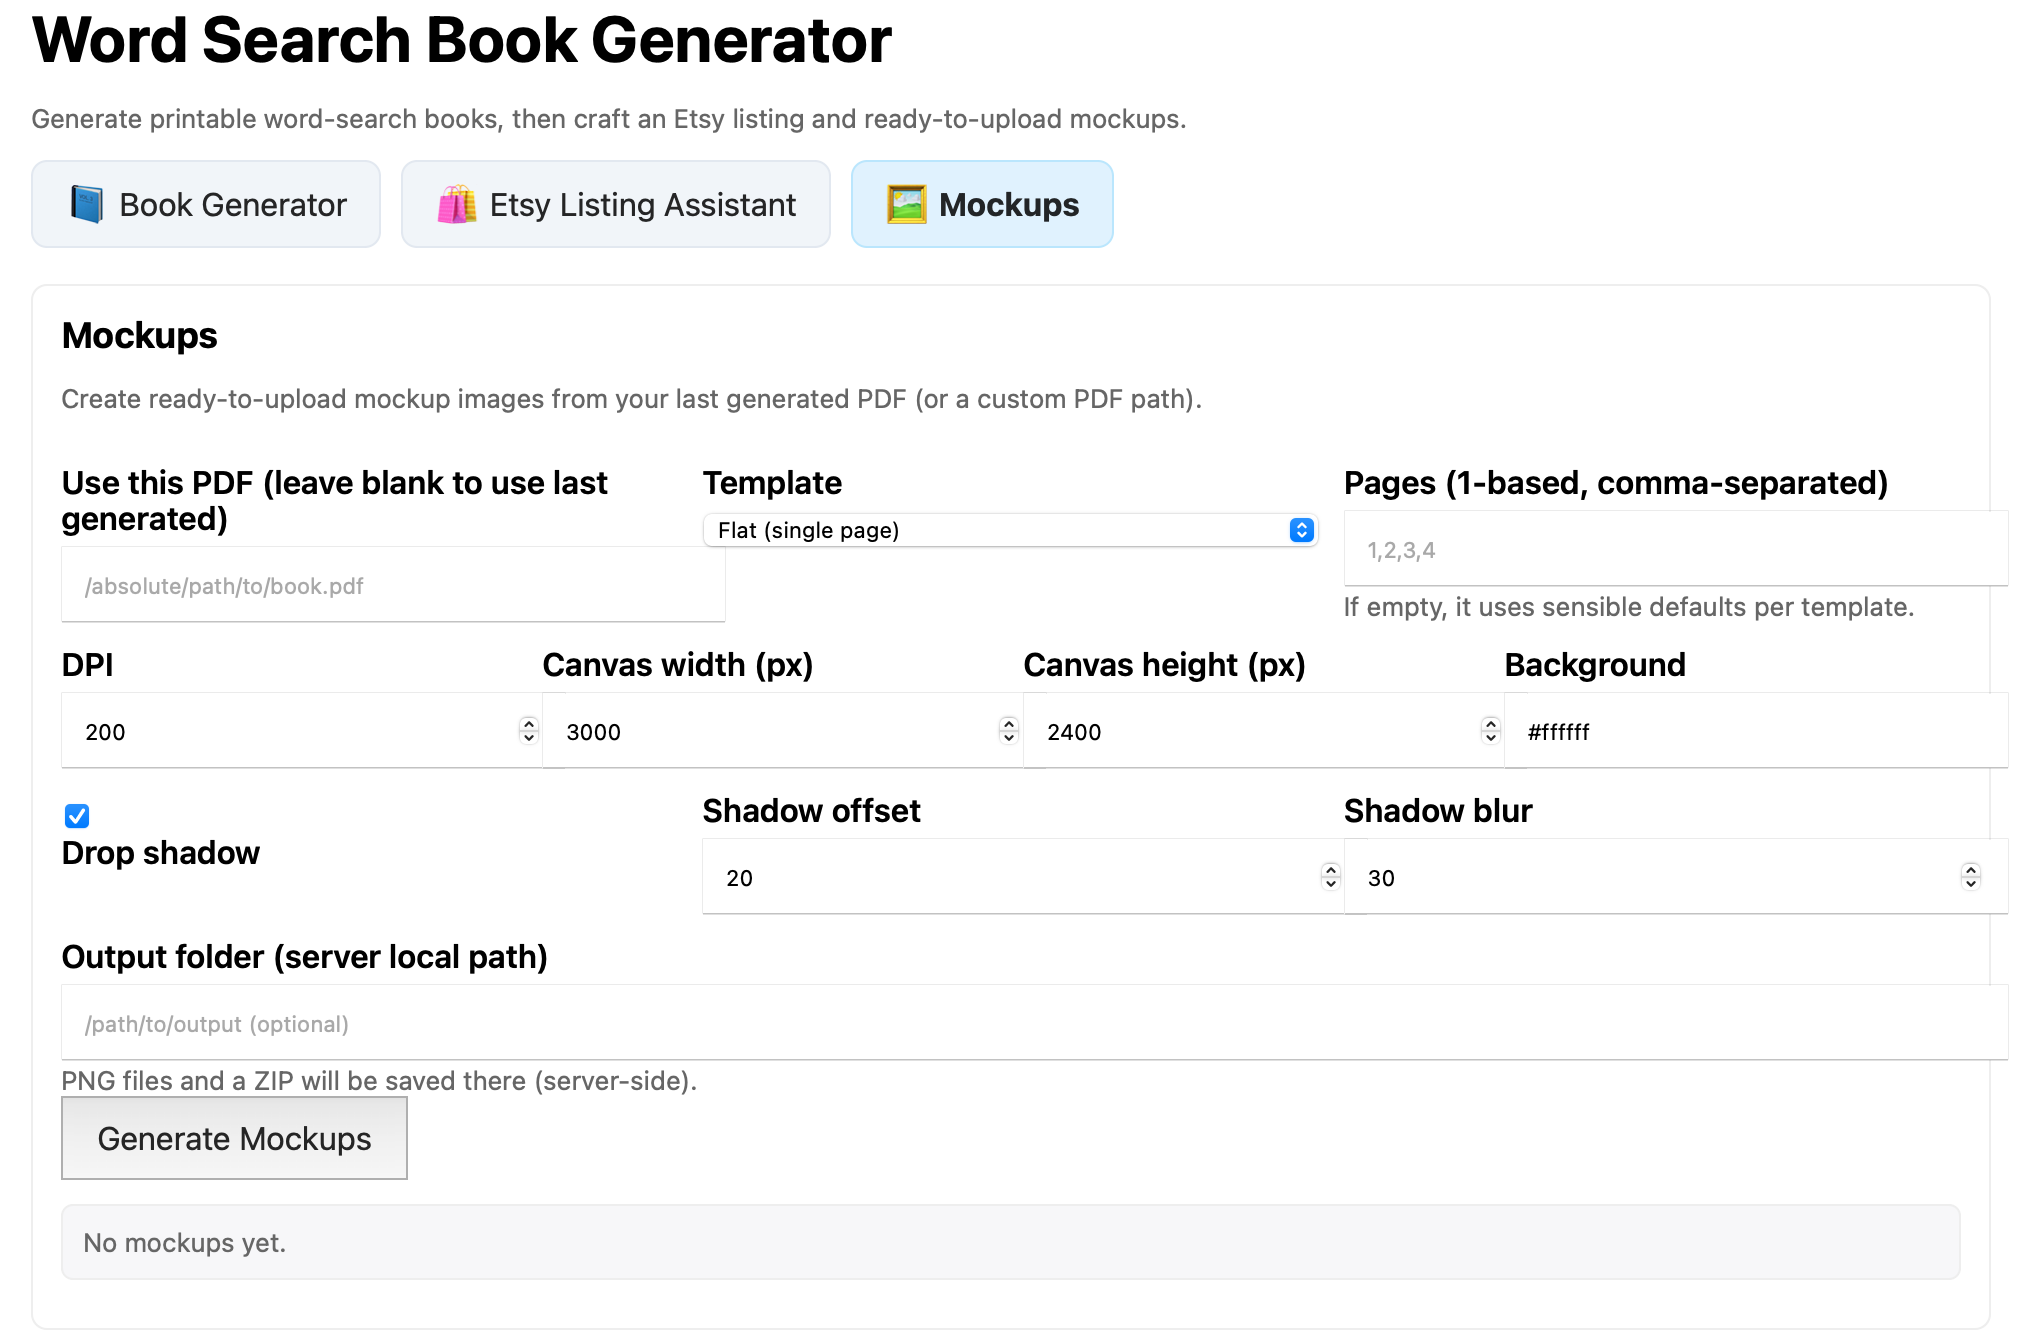 Word Search Book Generator
Generate printable word-search books, then craft an Etsy listing and ready-to-upload mockups.
Book Generator
Etsy Listing Assistant
Mockups
Mockups
Create ready-to-upload mockup images from your last generated PDF (or a custom PDF path).
Use this PDF (leave blank to use last
generated)
/absolute/path/to/book.pdf
Template
Flat (single page)
Pages (1-based, comma-separated)
1,2,3,4
If empty, it uses sensible defaults per template.
DPI
200
Canvas width (px)
3000
Canvas height (px)
2400
Background
#ffffff
Drop shadow
Shadow offset
20
Shadow blur
30
Output folder (server local path)
/path/to/output (optional)
PNG files and a ZIP will be saved there (server-side).
Generate Mockups
No mockups yet.